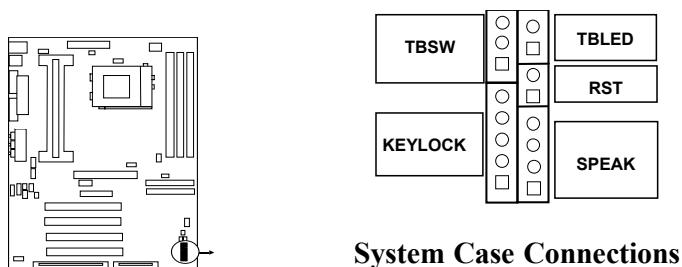 TBSW
TBLED
RST
KEYLOCK
SPEAK
System Case Connections